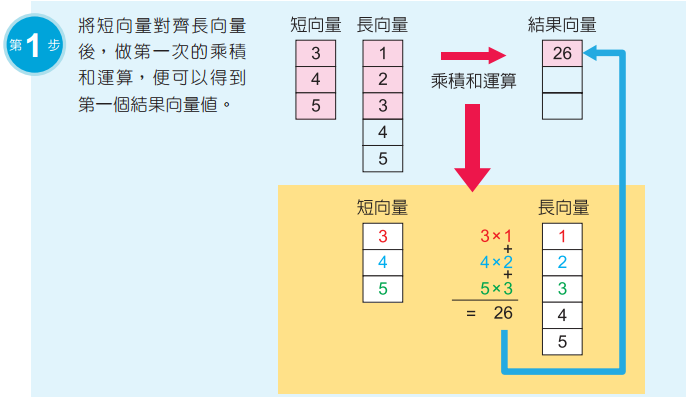 第1步
將短向量對齊長向量
後，做第一次的乘積
和運算，便可以得到
第一個結果向量值。
短向量
3
4
5
長向量
1
2
3
4
5
乘積和運算
結果向量
26
短向量
3
4
5
3×1
+
4×2
+
5×3
= 26
長向量
1
2
3
4
5